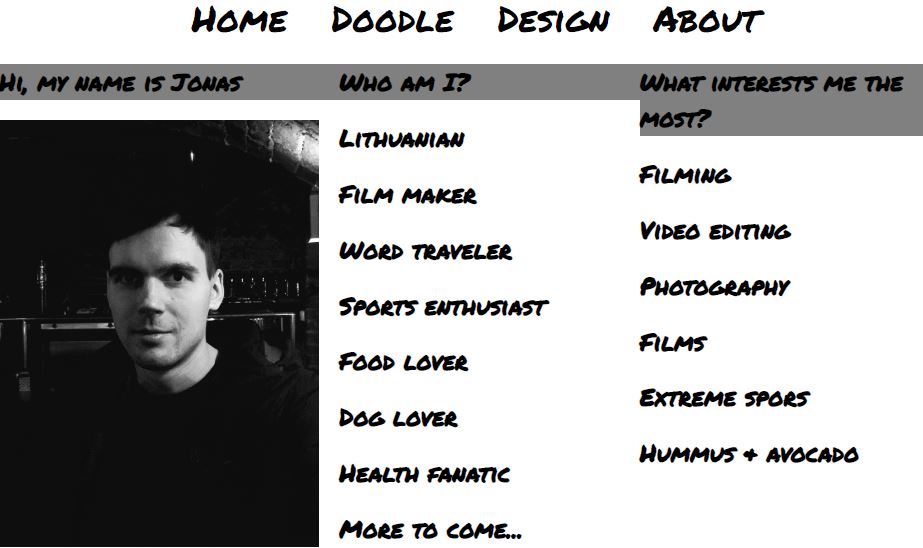 Home Doodle Design About
Hi, my name is Jonas
Who am I?
Lithuanian
Film maker
Word traveler
Sports enthusiast
Food lover
Dog lover
Health fanatic
More to come...
What interests me the
most?
Filming
Video editing
Photography
Films
Extreme spors
Hummus & avocado